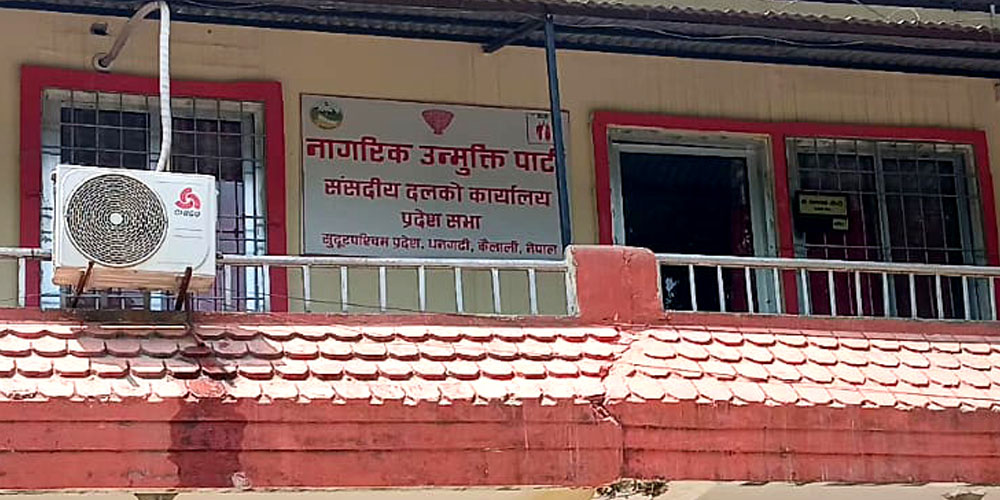 नागरिक उन्मुक्ति पार्टी
संसदीय दलको कार्यालय
प्रदेश सभा
सुदूरपश्चिम प्रदेश, धनगढी, कैलाली, नेपाल